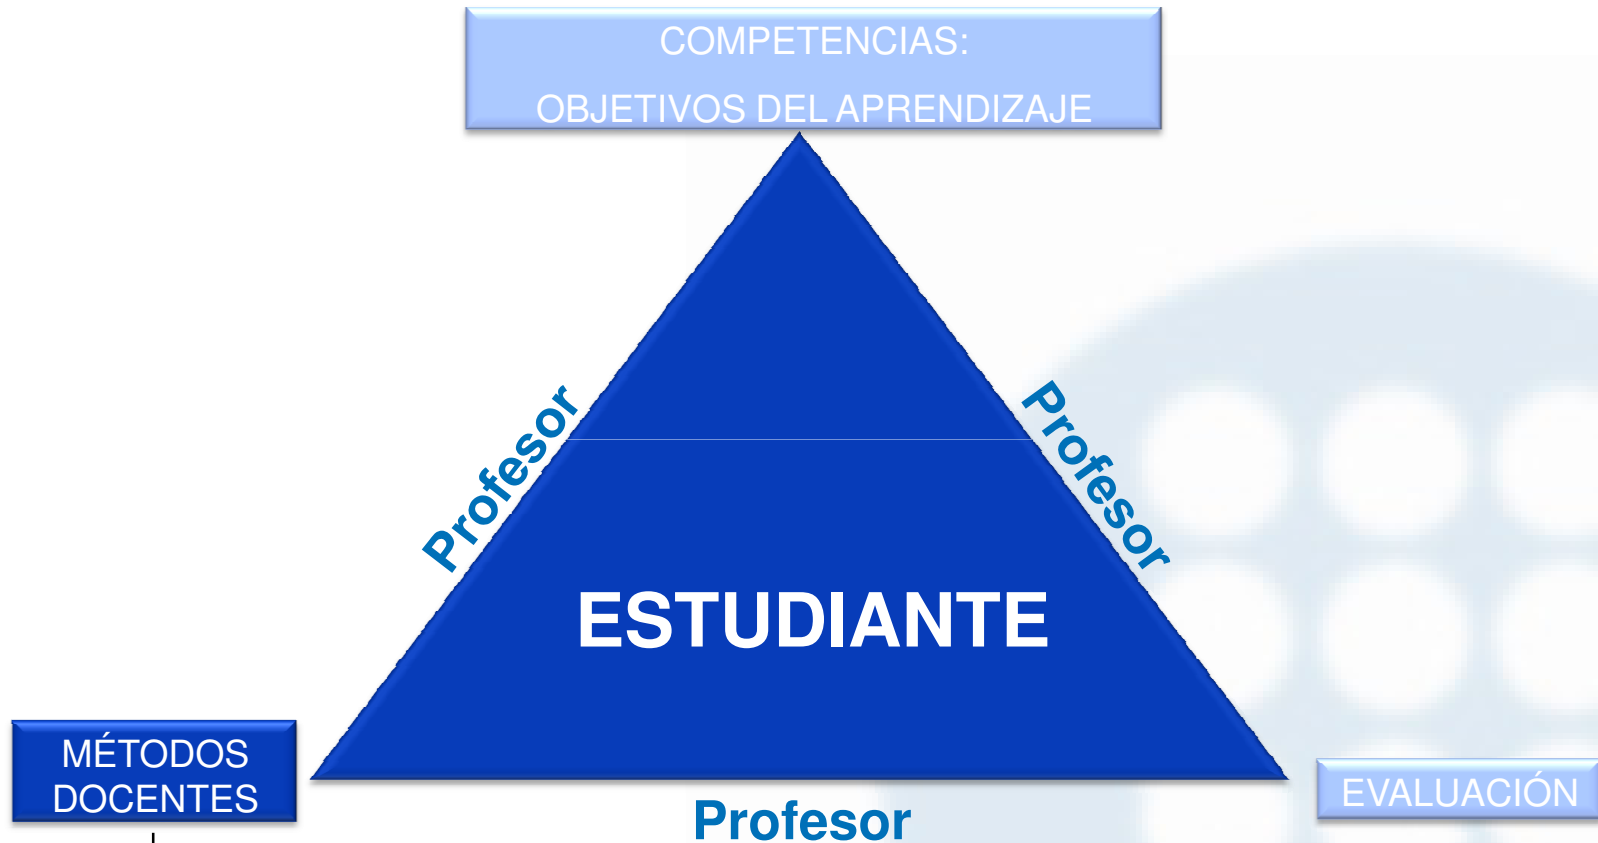 COMPETENCIAS:
OBJETIVOS DEL APRENDIZAJE
Profesor
Profesor
ESTUDIANTE
MÉTODOS
DOCENTES
EVALUACIÓN
Profesor